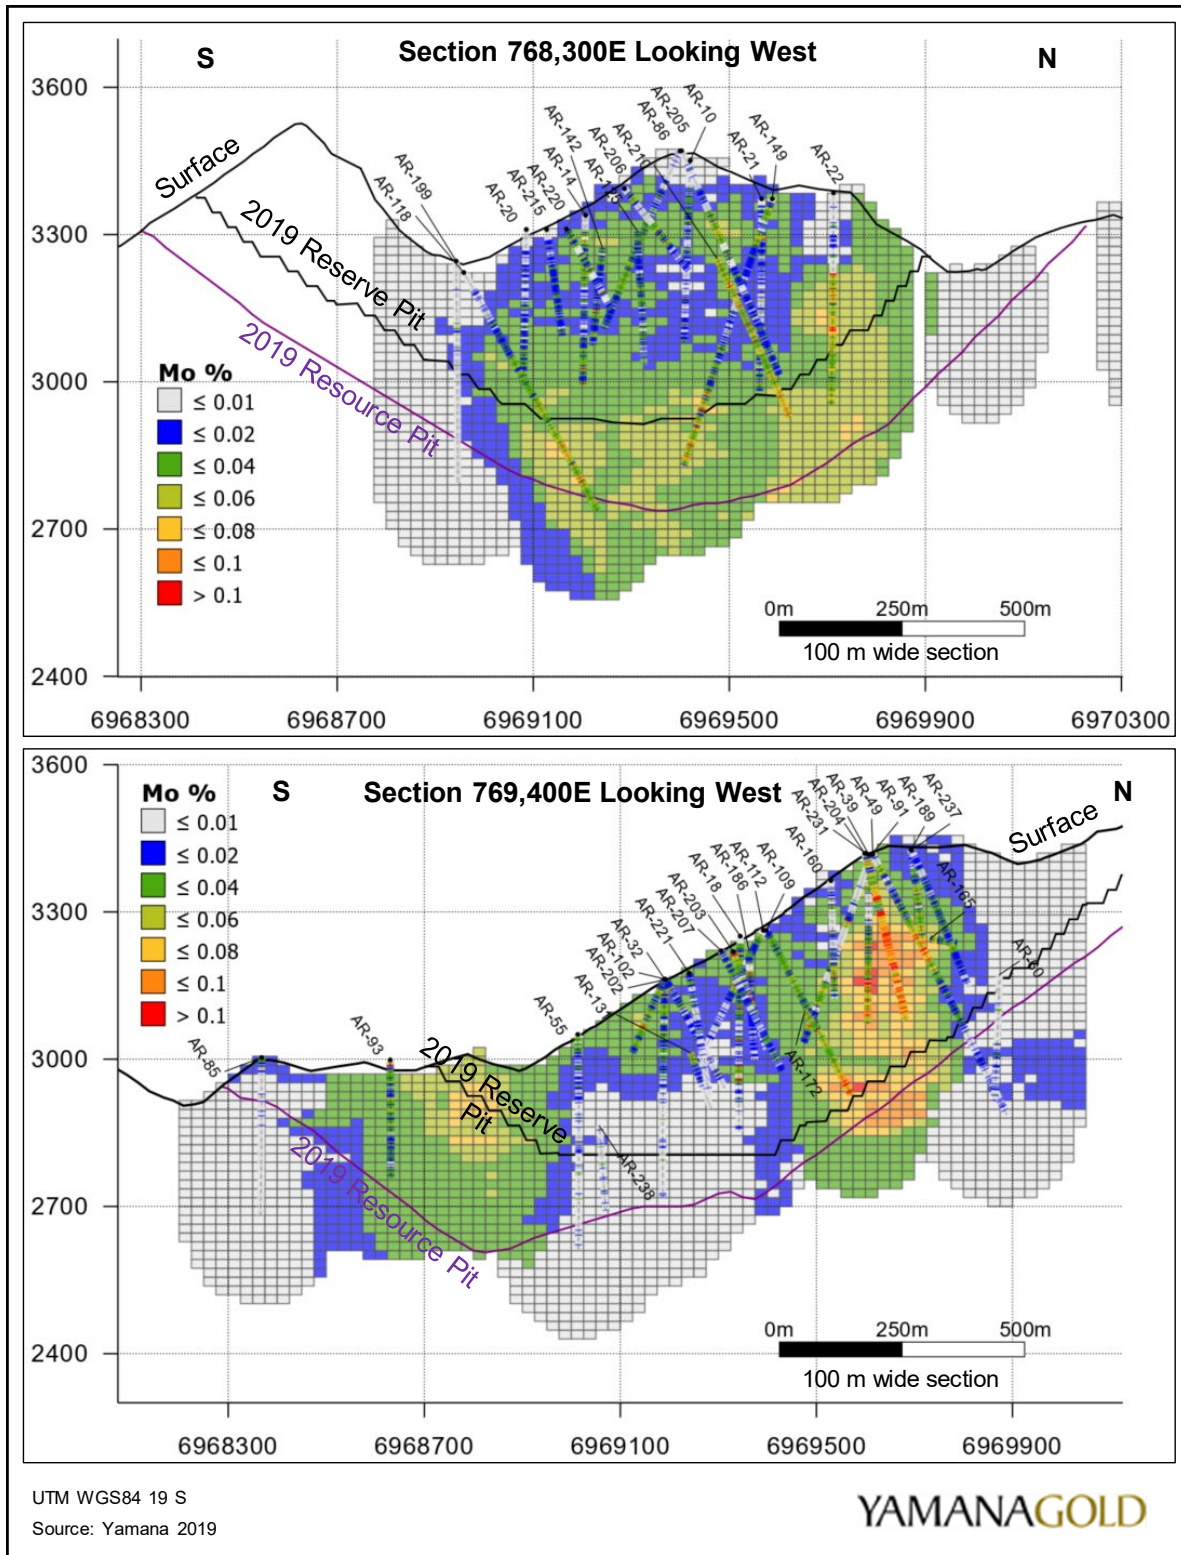 Section 768,300E Looking West
S
N
3600
3300
3000
2700
2400
Surface
2019 Reserve Pit
2019 Resource Pit
AR-118
AR-199
AR-20
AR-215
AR-220
AR-14
AR-142
AR-206
AR-210
AR-86
AR-205
AR-10
AR-21
AR-149
AR-22
Mo %
≤ 0.01
≤ 0.02
≤ 0.04
≤ 0.06
≤ 0.08
≤ 0.1
> 0.1
0m 250m 500m
100 m wide section
6968300 6968700 6969100 6969500 6969900 6970300
Section 769,400E Looking West
S
N
3600
3300
3000
2700
2400
Mo %
≤ 0.01
≤ 0.02
≤ 0.04
≤ 0.06
≤ 0.08
≤ 0.1
> 0.1
Surface
2019 Reserve
Pit
2019 Resource Pit
AR-85
AR-93
AR-55
AR-131
AR-202
AR-102
AR-32
AR-221
AR-207
AR-203
AR-18
AR-186
AR-112
AR-109
AR-160
AR-231
AR-204
AR-39
AR-49
AR-91
AR-189
AR-237
AR-165
AR-60
AR-172
AR-238
0m 250m 500m
100 m wide section
6968300 6968700 6969100 6969500 6969900
UTM WGS84 19 S
Source: Yamana 2019
YAMANAGOLD